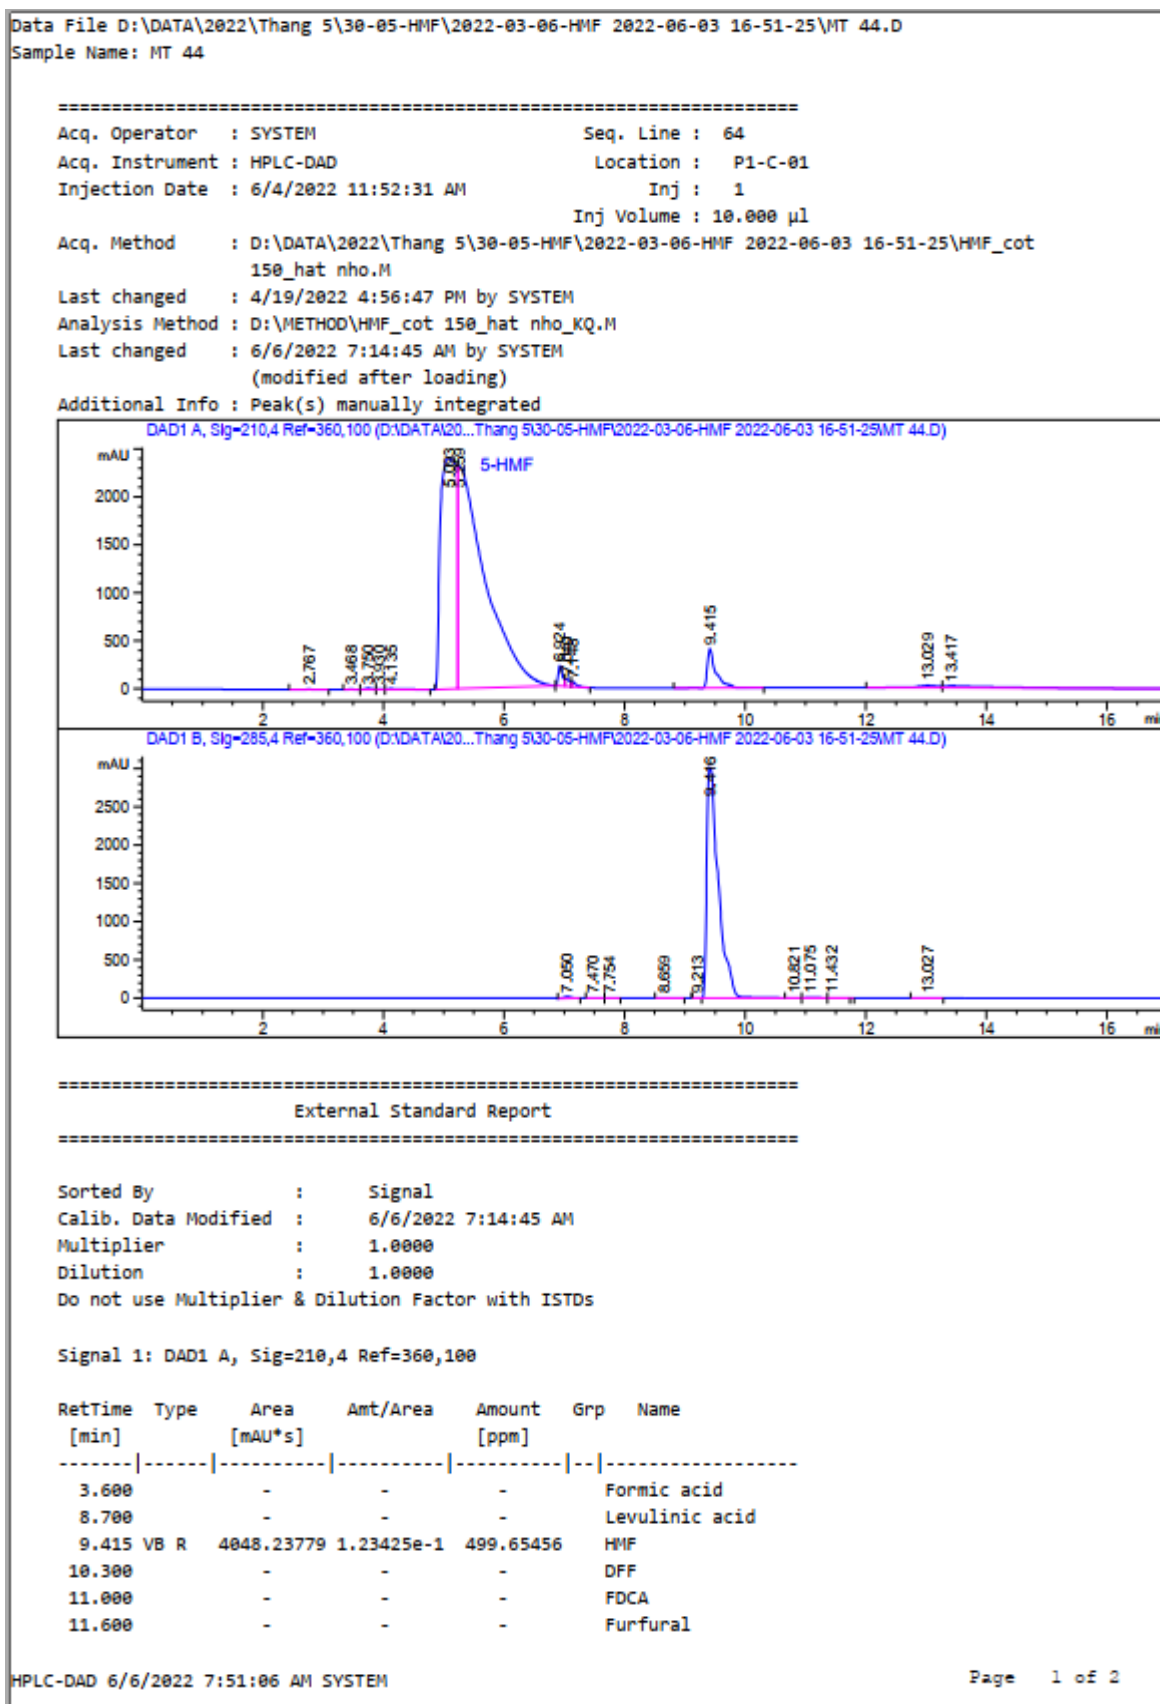 Data File D:\DATA\2022\Thang 5\30-05-HMF\2022-03-06-HMF 2022-06-03 16-51-25\MT 44.D
Sample Name: MT 44
=====================================================================
Acq. Operator   : SYSTEM                          Seq. Line :  64
Acq. Instrument : HPLC-DAD                         Location :   P1-C-01
Injection Date  : 6/4/2022 11:52:31 AM                  Inj :   1
Inj Volume : 10.000 µl
Acq. Method     : D:\DATA\2022\Thang 5\30-05-HMF\2022-03-06-HMF 2022-06-03 16-51-25\HMF_cot
150_hat nho.M
Last changed    : 4/19/2022 4:56:47 PM by SYSTEM
Analysis Method : D:\METHOD\HMF_cot 150_hat nho_KQ.M
Last changed    : 6/6/2022 7:14:45 AM by SYSTEM
(modified after loading)
Additional Info : Peak(s) manually integrated
DAD1 A, Sig=210,4 Ref=360,100 (D:\DATA\20...Thang 5\30-05-HMF\2022-03-06-HMF 2022-06-03 16-51-25\MT 44.D)
mAU
2000
1500
1000
500
0
2.767
3.468
3.750
3.930
4.135
5-HMF
6.924
7.148
9.415
13.029
13.417
2 4 6 8 10 12 14 16
DAD1 B, Sig=285,4 Ref=360,100 (D:\DATA\20...Thang 5\30-05-HMF\2022-03-06-HMF 2022-06-03 16-51-25\MT 44.D)
mAU
2500
2000
1500
1000
500
0
7.050
7.470
7.754
8.659
9.213
9.416
10.821
11.075
11.432
13.027
2 4 6 8 10 12 14 16
=====================================================================
External Standard Report
=====================================================================
Sorted By             :      Signal
Calib. Data Modified  :      6/6/2022 7:14:45 AM
Multiplier            :      1.0000
Dilution              :      1.0000
Do not use Multiplier & Dilution Factor with ISTDs
Signal 1: DAD1 A, Sig=210,4 Ref=360,100
RetTime  Type     Area     Amt/Area    Amount   Grp   Name
[min]          [mAU*s]                [ppm]
-------|------|----------|----------|----------|--|------------------
3.600            -          -          -        Formic acid
8.700            -          -          -        Levulinic acid
9.415 VB R   4048.23779 1.23425e-1  499.65456    HMF
10.300            -          -          -        DFF
11.000            -          -          -        FDCA
11.600            -          -          -        Furfural
HPLC-DAD 6/6/2022 7:51:06 AM SYSTEM
Page   1 of 2